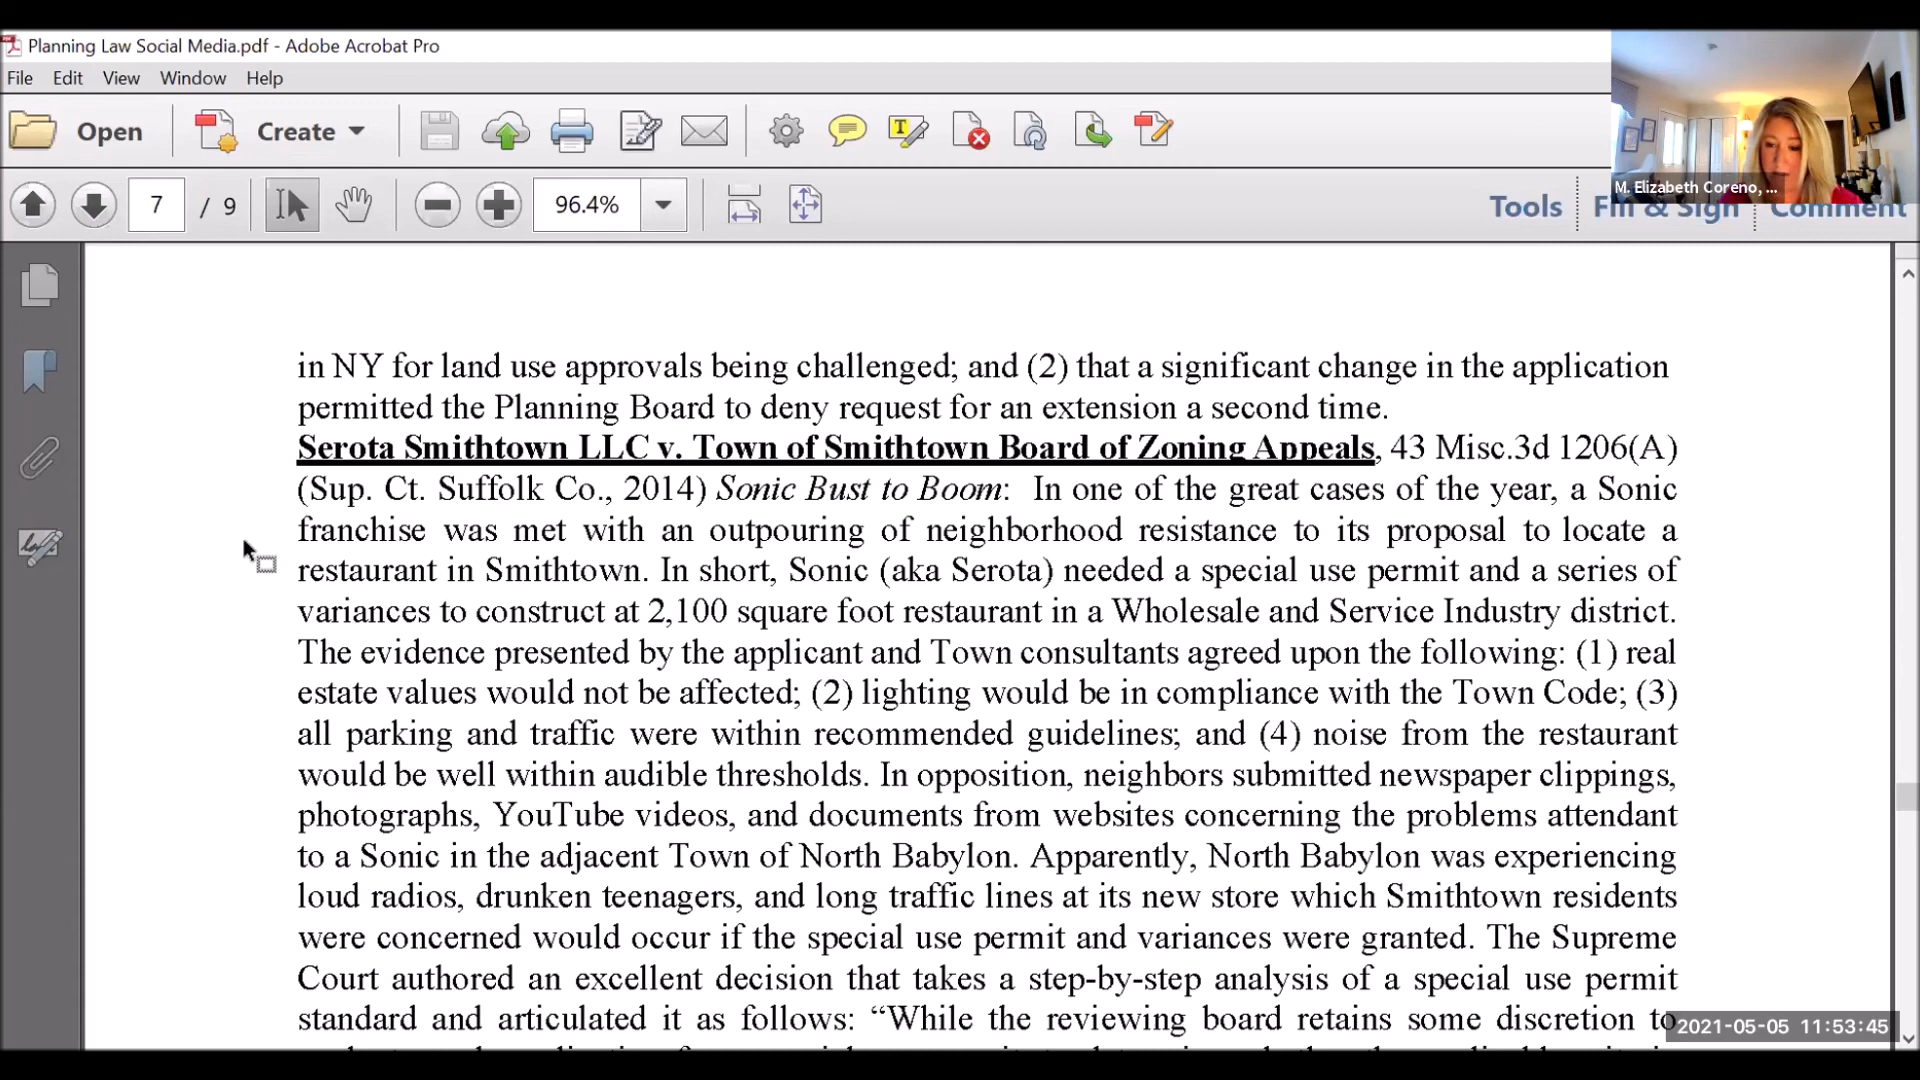 Planning Law Social Media.pdf - Adobe Acrobat Pro
File Edit View Window Help
Open Create
7 / 9 96.4% Tools Fill & Sign Comment
M. Elizabeth Coreno, ...
in NY for land use approvals being challenged; and (2) that a significant change in the application
permitted the Planning Board to deny request for an extension a second time.
Serota Smithtown LLC v. Town of Smithtown Board of Zoning Appeals, 43 Misc.3d 1206(A)
(Sup. Ct. Suffolk Co., 2014) Sonic Bust to Boom: In one of the great cases of the year, a Sonic
franchise was met with an outpouring of neighborhood resistance to its proposal to locate a
restaurant in Smithtown. In short, Sonic (aka Serota) needed a special use permit and a series of
variances to construct at 2,100 square foot restaurant in a Wholesale and Service Industry district.
The evidence presented by the applicant and Town consultants agreed upon the following: (1) real
estate values would not be affected; (2) lighting would be in compliance with the Town Code; (3)
all parking and traffic were within recommended guidelines; and (4) noise from the restaurant
would be well within audible thresholds. In opposition, neighbors submitted newspaper clippings,
photographs, YouTube videos, and documents from websites concerning the problems attendant
to a Sonic in the adjacent Town of North Babylon. Apparently, North Babylon was experiencing
loud radios, drunken teenagers, and long traffic lines at its new store which Smithtown residents
were concerned would occur if the special use permit and variances were granted. The Supreme
Court authored an excellent decision that takes a step-by-step analysis of a special use permit
standard and articulated it as follows: “While the reviewing board retains some discretion to
2021-05-05 11:53:45